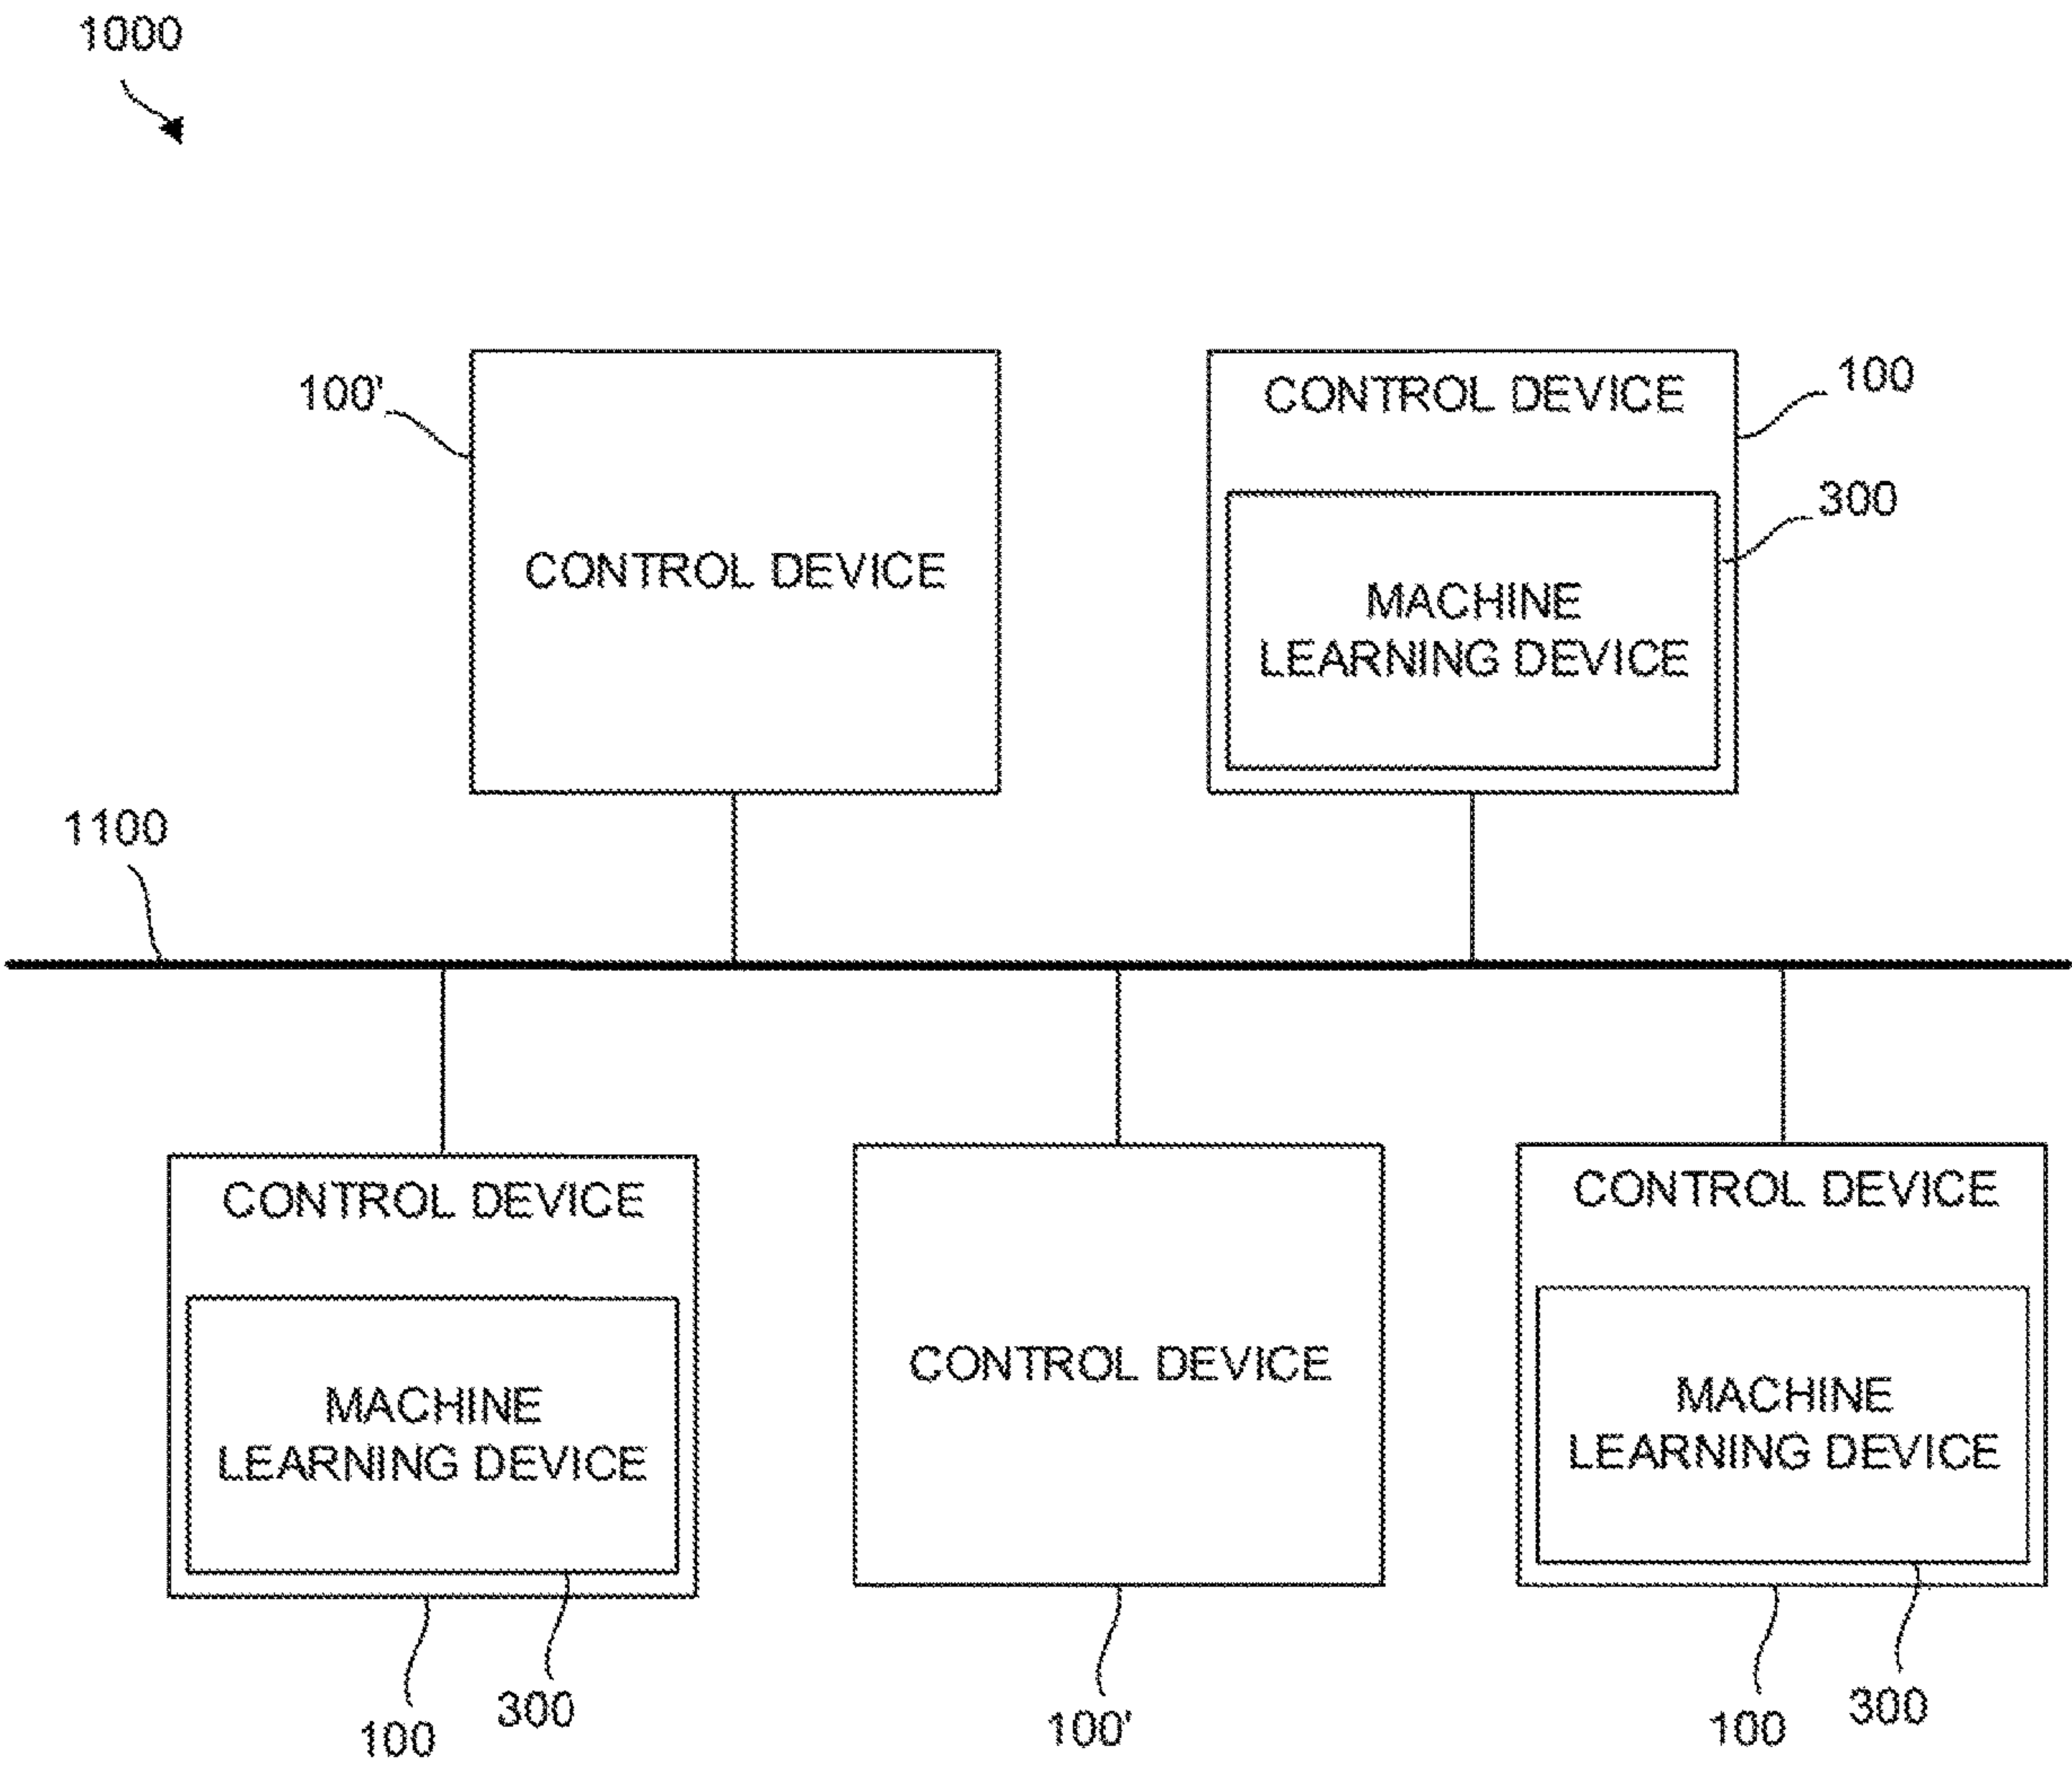 1000
100'
CONTROL DEVICE
CONTROL DEVICE
100
MACHINE
LEARNING DEVICE
300
1100
CONTROL DEVICE
MACHINE
LEARNING DEVICE
100
300
CONTROL DEVICE
100'
CONTROL DEVICE
MACHINE
LEARNING DEVICE
100
300